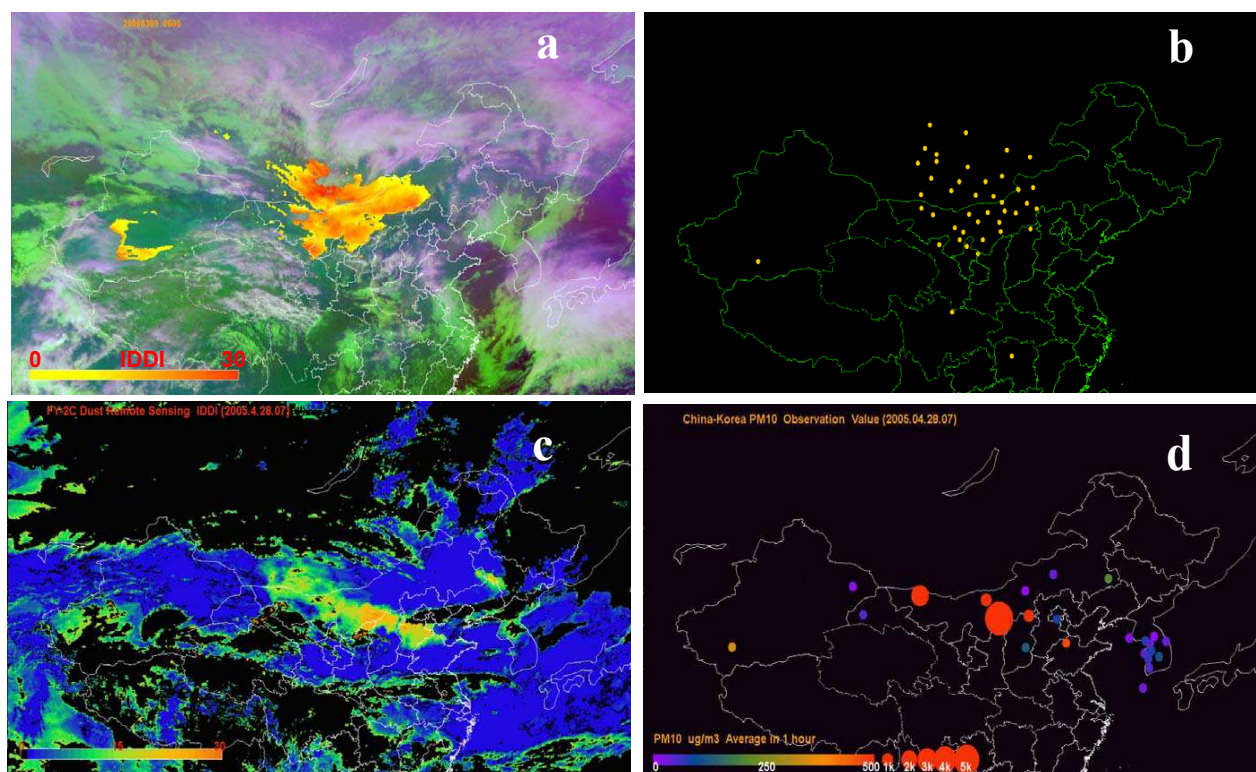 a
0 IDDI 30
b
FY-2C Dust Remote Sensing IDDI (2005.4.28.07)
c
0 15 30
China-Korea PM10 Observation Value (2005.04.28.07)
d
PM10 ug/m3 Average in 1 hour
0 250 500 1k 2k 3k 4k 5k